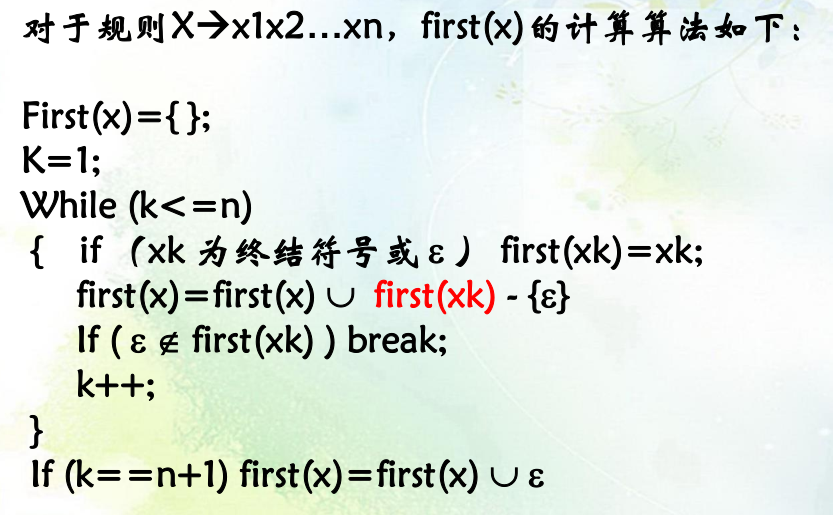 对于规则X→x1x2...xn，first(x)的计算算法如下：
First(x)={ };
K=1;
While (k<=n)
{ if （xk 为终结符号或 ε ） first(xk)=xk;
first(x)=first(x) ∪ first(xk) - {ε}
If ( ε ∉ first(xk) ) break;
k++;
}
If (k==n+1) first(x)=first(x) ∪ ε